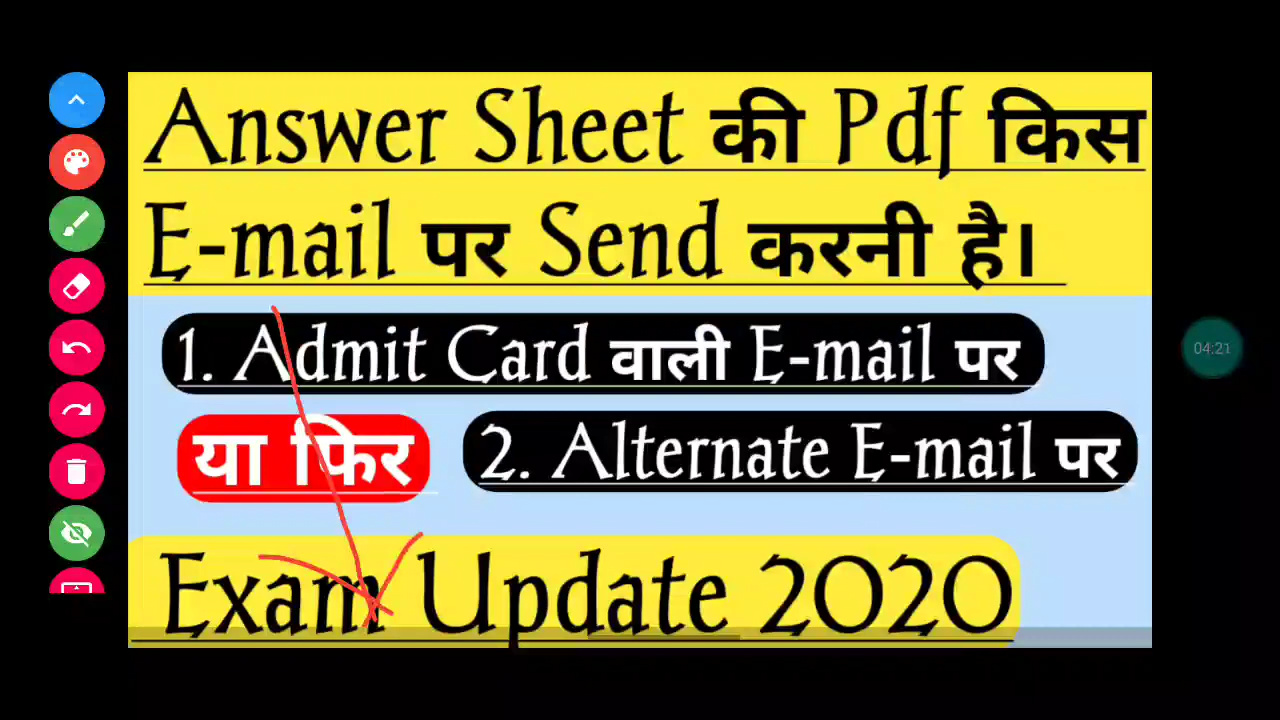 Answer Sheet की Pdf किस
E-mail पर Send करनी है।
1. Admit Card वाली E-mail पर
या फिर 2. Alternate E-mail पर
Exam Update 2020
04:21